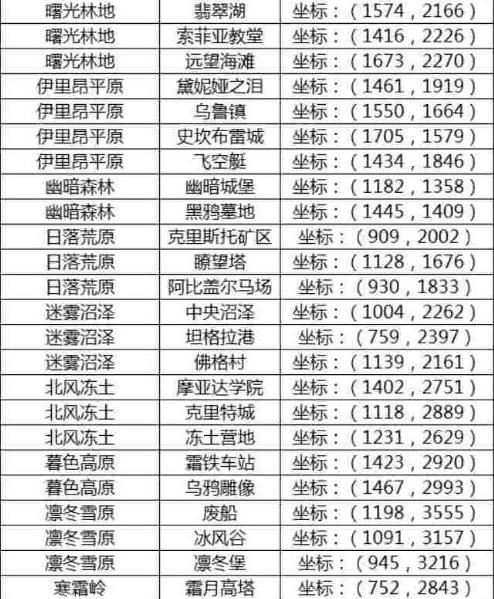 曙光林地 翡翠湖 坐标：（1574，2166）
曙光林地 索菲亚教堂 坐标：（1416，2226）
曙光林地 远望海滩 坐标：（1673，2270）
伊里昂平原 黛妮娅之泪 坐标：（1461，1919）
伊里昂平原 乌鲁镇 坐标：（1550，1664）
伊里昂平原 史坎布雷城 坐标：（1705，1579）
伊里昂平原 飞空艇 坐标：（1434，1846）
幽暗森林 幽暗城堡 坐标：（1182，1358）
幽暗森林 黑鸦墓地 坐标：（1445，1409）
日落荒原 克里斯托矿区 坐标：（909，2002）
日落荒原 瞭望塔 坐标：（1128，1676）
日落荒原 阿比盖尔马场 坐标：（930，1833）
迷雾沼泽 中央沼泽 坐标：（1004，2262）
迷雾沼泽 坦格拉港 坐标：（759，2397）
迷雾沼泽 佛格村 坐标：（1139，2161）
北风冻土 摩亚达学院 坐标：（1402，2751）
北风冻土 克里特城 坐标：（1118，2889）
北风冻土 冻土营地 坐标：（1231，2629）
暮色高原 霜铁车站 坐标：（1423，2920）
暮色高原 乌鸦雕像 坐标：（1467，2993）
凛冬雪原 废船 坐标：（1198，3555）
凛冬雪原 冰风谷 坐标：（1091，3157）
凛冬雪原 凛冬堡 坐标：（945，3216）
寒霜岭 霜月高塔 坐标：（752，2843）